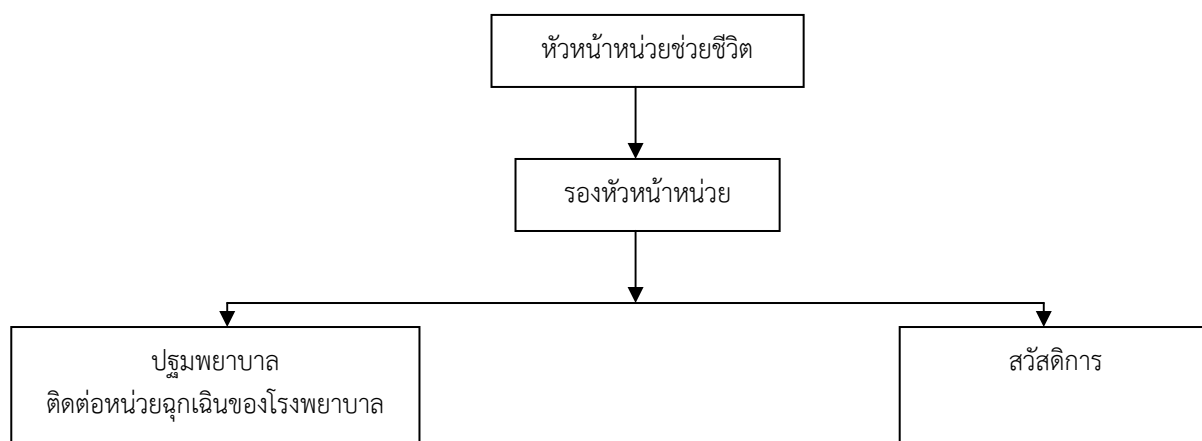 หัวหน้าหน่วยช่วยชีวิต
รองหัวหน้าหน่วย
ปฐมพยาบาล
ติดต่อหน่วยฉุกเฉินของโรงพยาบาล
สวัสดิการ